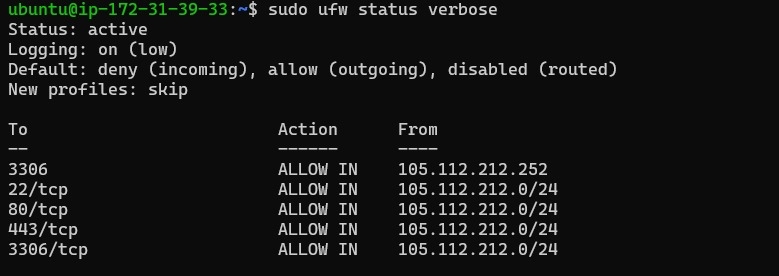 ubuntu@ip-172-31-39-33:~$ sudo ufw status verbose
Status: active
Logging: on (low)
Default: deny (incoming), allow (outgoing), disabled (routed)
New profiles: skip

To                         Action      From
--                         ------      ----
3306                       ALLOW IN    105.112.212.252
22/tcp                     ALLOW IN    105.112.212.0/24
80/tcp                     ALLOW IN    105.112.212.0/24
443/tcp                    ALLOW IN    105.112.212.0/24
3306/tcp                   ALLOW IN    105.112.212.0/24